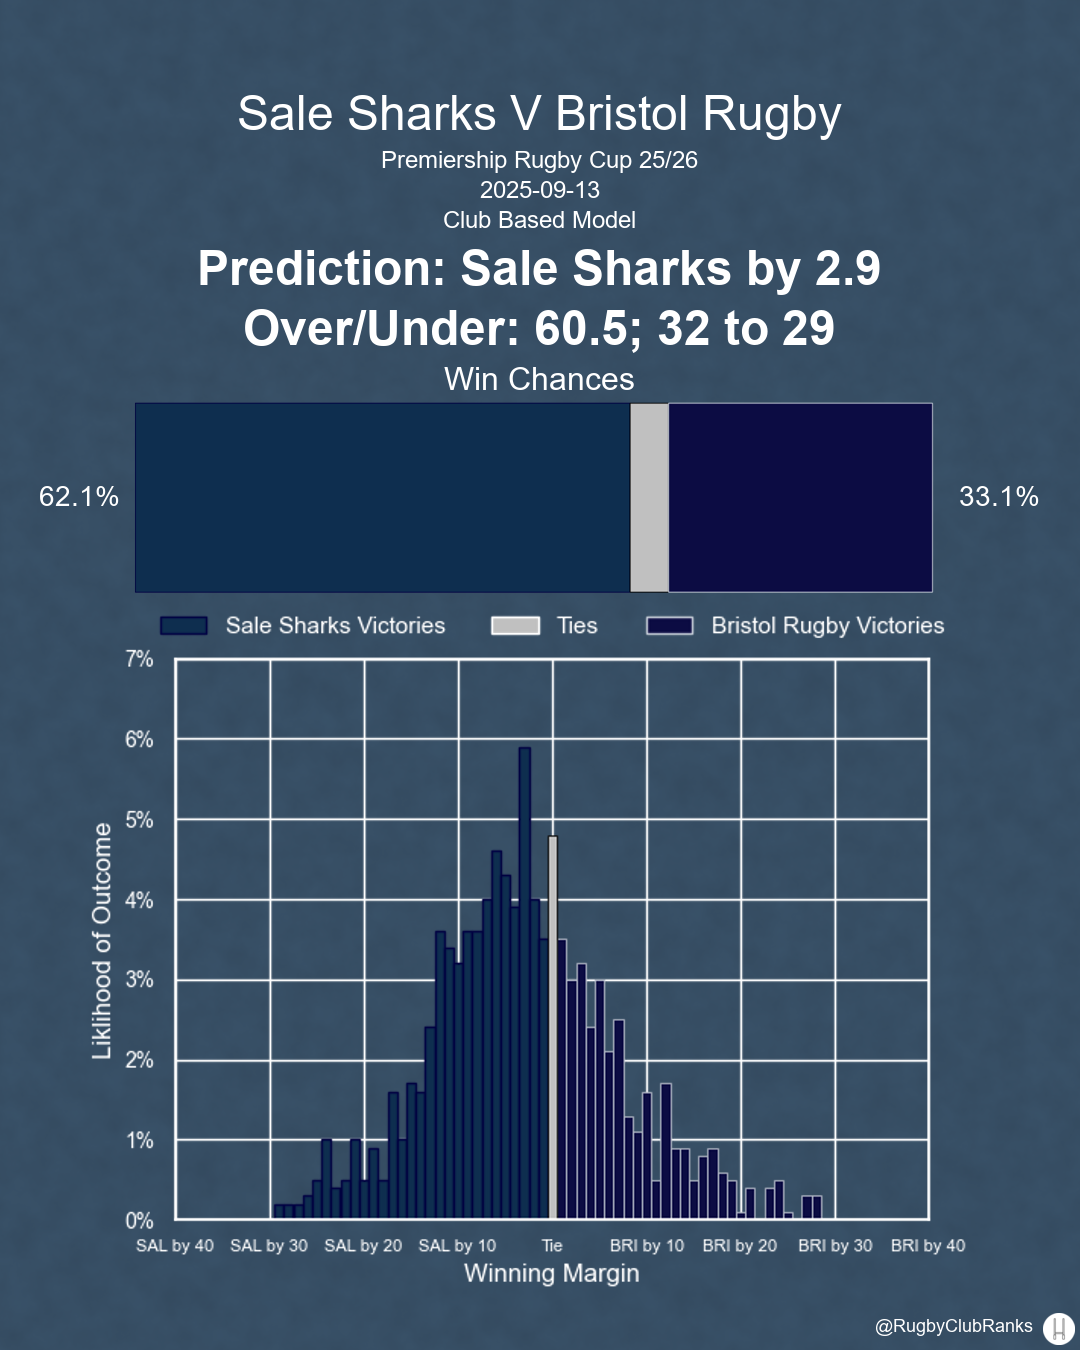 Sale Sharks V Bristol Rugby
Premiership Rugby Cup 25/26
2025-09-13
Club Based Model
Prediction: Sale Sharks by 2.9
Over/Under: 60.5; 32 to 29
Win Chances
62.1%
33.1%
Sale Sharks Victories
Ties
Bristol Rugby Victories
7%
6%
5%
4%
3%
2%
1%
0%
Liklihood of Outcome
SAL by 40
SAL by 30
SAL by 20
SAL by 10
Tie
BRI by 10
BRI by 20
BRI by 30
BRI by 40
Winning Margin
@RugbyClubRanks